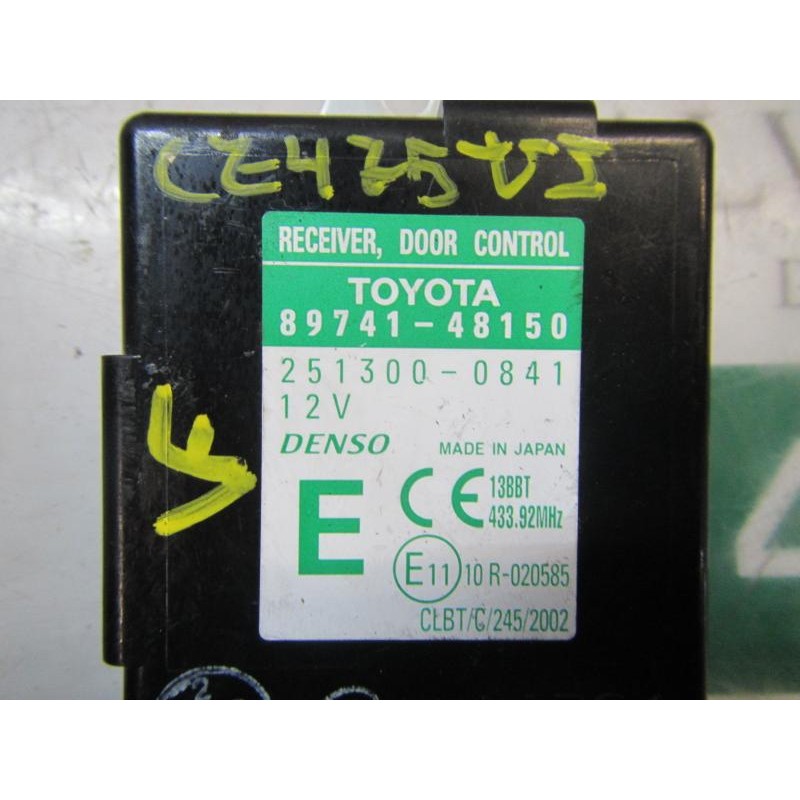 RECEIVER, DOOR CONTROL
TOYOTA
89741-48150
251300-0841
12V
DENSO MADE IN JAPAN
E CE 13BBT
433.92MHz
E11 10 R-020585
CLBT/C/245/2002